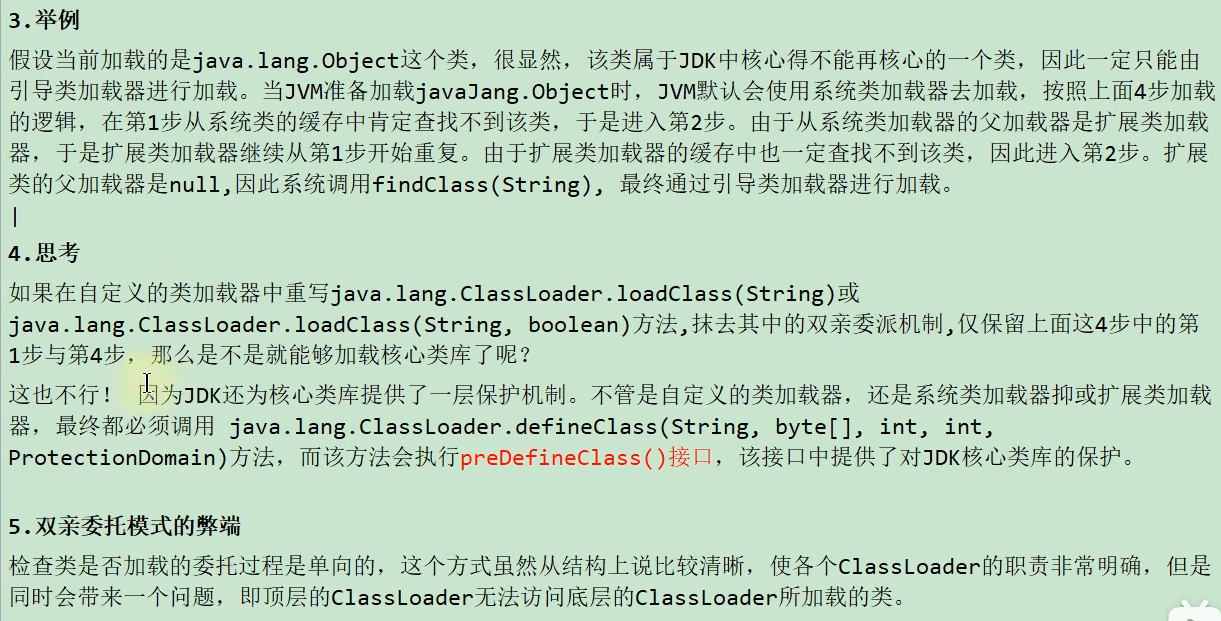 3.举例
假设当前加载的是java.lang.Object这个类，很显然，该类属于JDK中核心得不能再核心的一个类，因此一定只能由
引导类加载器进行加载。当JVM准备加载javaJang.Object时，JVM默认会使用系统类加载器去加载，按照上面4步加载
的逻辑，在第1步从系统类的缓存中肯定查找不到该类，于是进入第2步。由于从系统类加载器的父加载器是扩展类加载
器，于是扩展类加载器继续从第1步开始重复。由于扩展类加载器的缓存中也一定查找不到该类，因此进入第2步。扩展
类的父加载器是null,因此系统调用findClass(String), 最终通过引导类加载器进行加载。
4.思考
如果在自定义的类加载器中重写java.lang.ClassLoader.loadClass(String)或
java.lang.ClassLoader.loadClass(String, boolean)方法,抹去其中的双亲委派机制,仅保留上面这4步中的第
1步与第4步，那么是不是就能够加载核心类库了呢？
这也不行！ 因为JDK还为核心类库提供了一层保护机制。不管是自定义的类加载器，还是系统类加载器抑或扩展类加载
器，最终都必须调用 java.lang.ClassLoader.defineClass(String, byte[], int, int,
ProtectionDomain)方法，而该方法会执行preDefineClass()接口，该接口中提供了对JDK核心类库的保护。
5.双亲委托模式的弊端
检查类是否加载的委托过程是单向的，这个方式虽然从结构上说比较清晰，使各个ClassLoader的职责非常明确，但是
同时会带来一个问题，即顶层的ClassLoader无法访问底层的ClassLoader所加载的类。